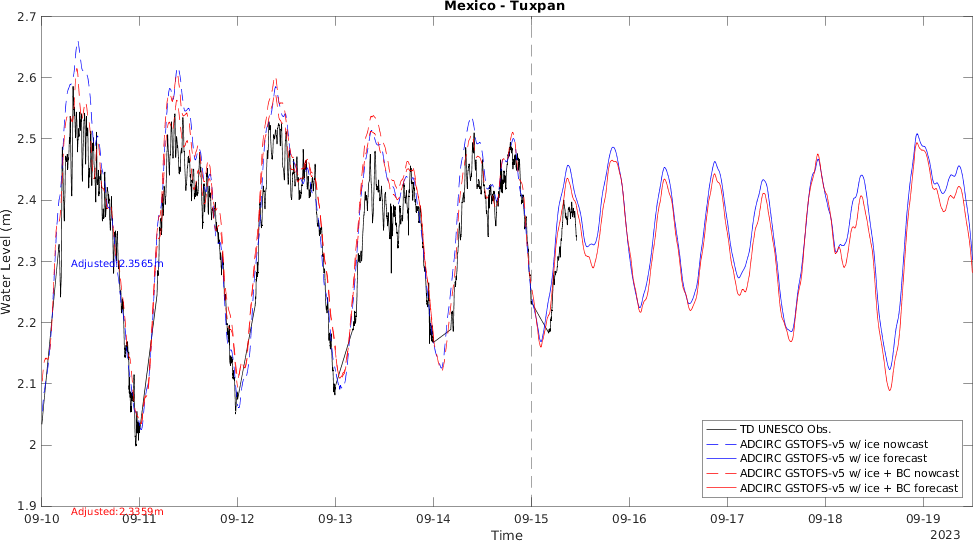 Mexico - Tuxpan
2.7
2.6
2.5
2.4
2.3
2.2
2.1
2
1.9
Water Level (m)
Adjusted:2.3565m
Adjusted:2.3359m
TD UNESCO Obs.
ADCIRC GSTOFS-v5 w/ ice nowcast
ADCIRC GSTOFS-v5 w/ ice forecast
ADCIRC GSTOFS-v5 w/ ice + BC nowcast
ADCIRC GSTOFS-v5 w/ ice + BC forecast
09-10 09-11 09-12 09-13 09-14 09-15 09-16 09-17 09-18 09-19
Time
2023